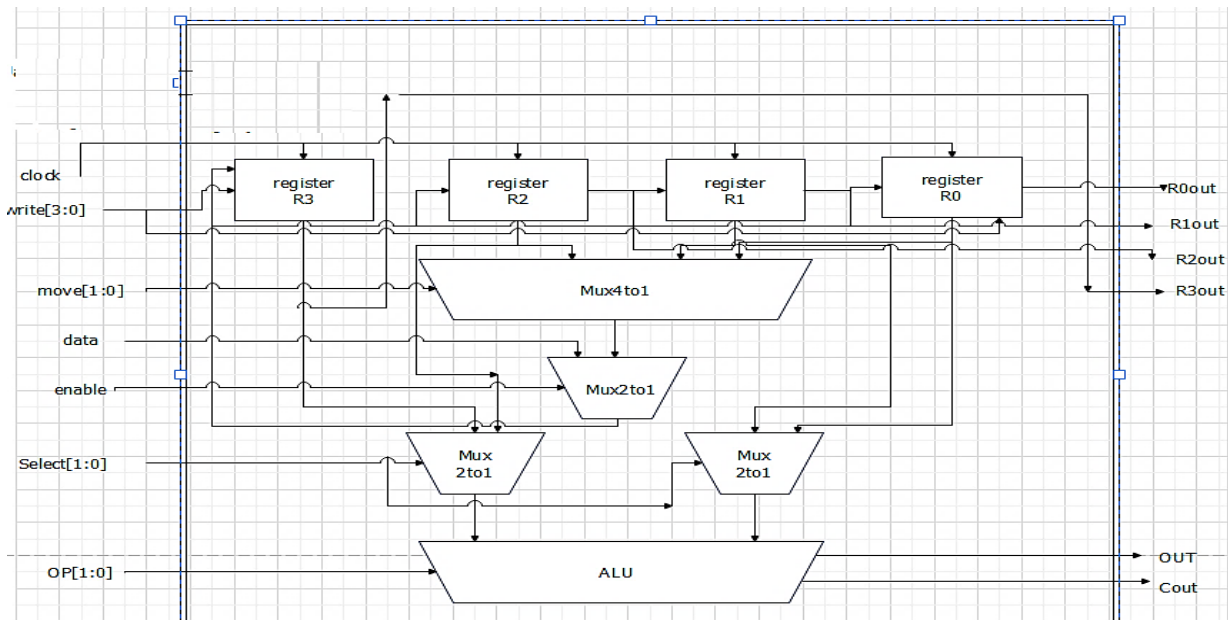 clock
register
R3
register
R2
register
R1
register
R0
R0out
write[3:0]
R1out
R2out
move[1:0]
Mux4to1
R3out
data
enable
Mux2to1
Select[1:0]
Mux
2to1
Mux
2to1
OP[1:0]
ALU
OUT
Cout